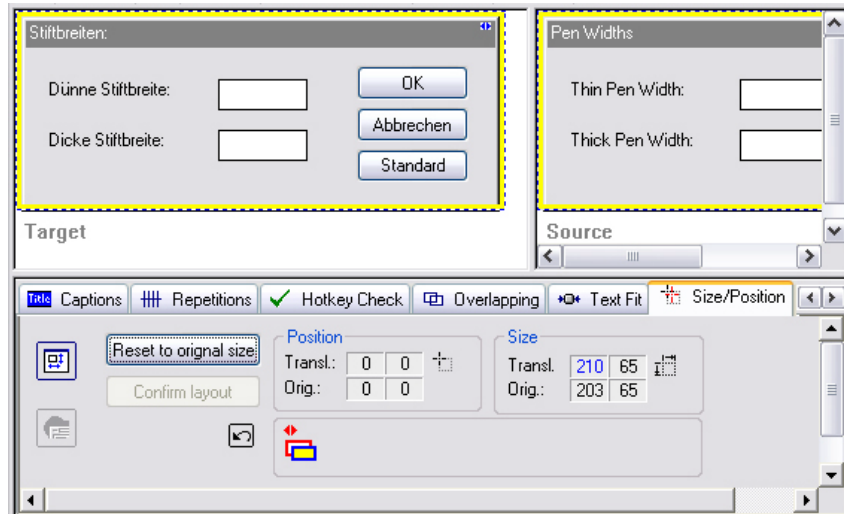 Stiftbreiten:
Dünne Stiftbreite:
OK
Dicke Stiftbreite:
Abbrechen
Standard
Target
Pen Widths
Thin Pen Width:
Thick Pen Width:
Source
Title Captions Repetitions Hotkey Check Overlapping Text Fit Size/Position
Reset to orignal size
Confirm layout
Position
Transl.: 0 0
Orig.: 0 0
Size
Transl. 210 65
Orig.: 203 65